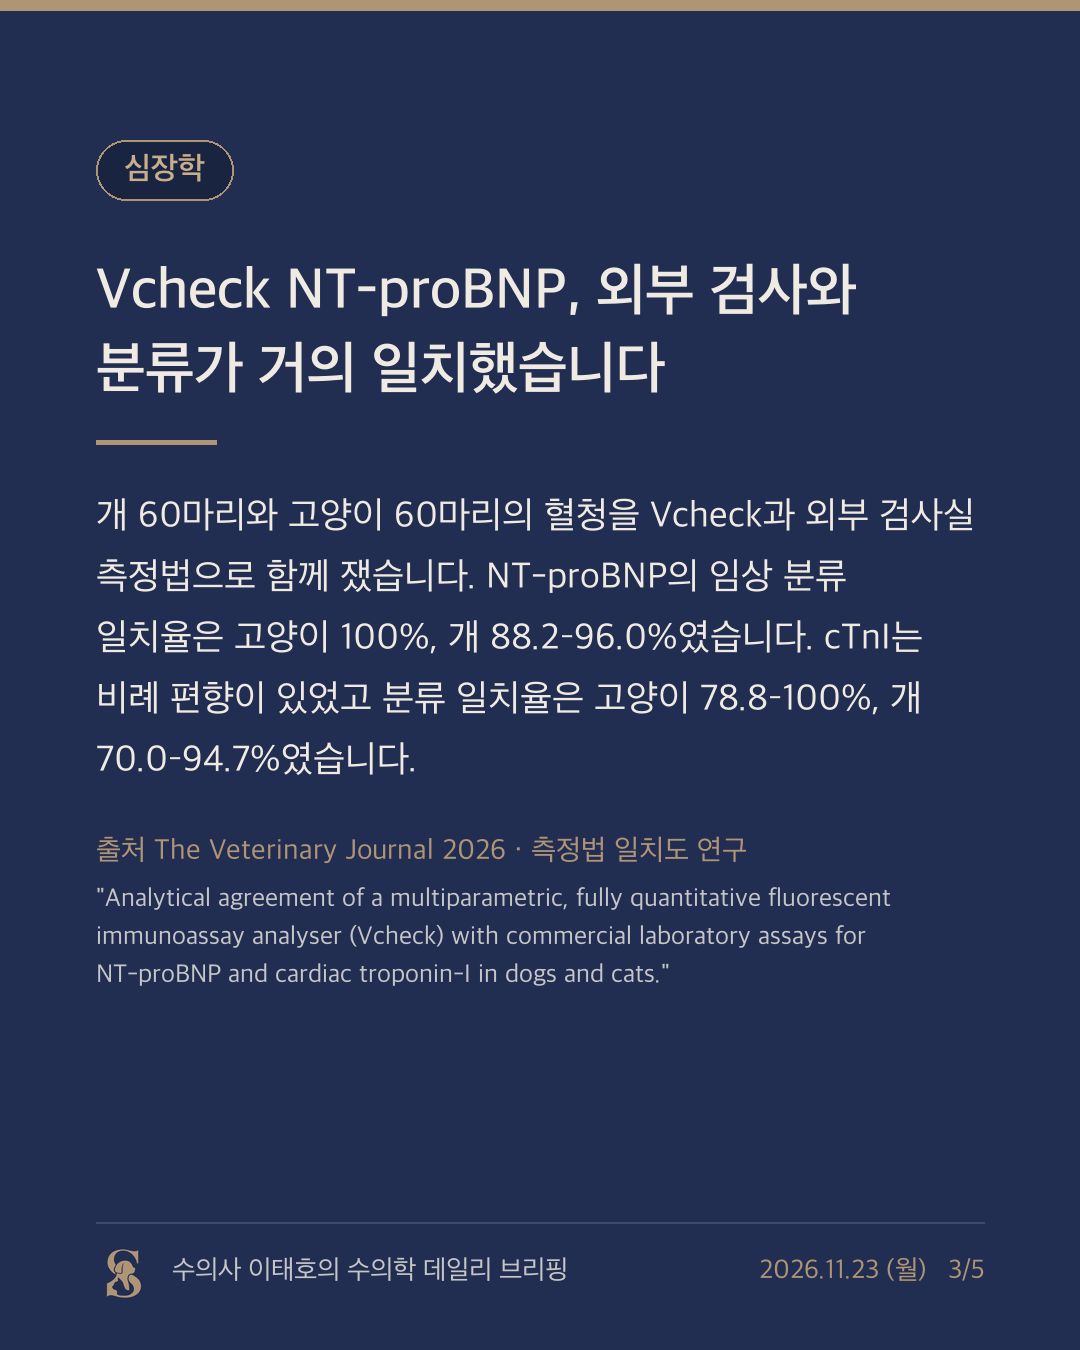 심장학
Vcheck NT-proBNP, 외부 검사와
분류가 거의 일치했습니다
개 60마리와 고양이 60마리의 혈청을 Vcheck과 외부 검사실
측정법으로 함께 쟀습니다. NT-proBNP의 임상 분류
일치율은 고양이 100%, 개 88.2-96.0%였습니다. cTnI는
비례 편향이 있었고 분류 일치율은 고양이 78.8-100%, 개
70.0-94.7%였습니다.
출처 The Veterinary Journal 2026 · 측정법 일치도 연구
"Analytical agreement of a multiparametric, fully quantitative fluorescent
immunoassay analyser (Vcheck) with commercial laboratory assays for
NT-proBNP and cardiac troponin-I in dogs and cats."
수의사 이태호의 수의학 데일리 브리핑 2026.11.23 (월) 3/5